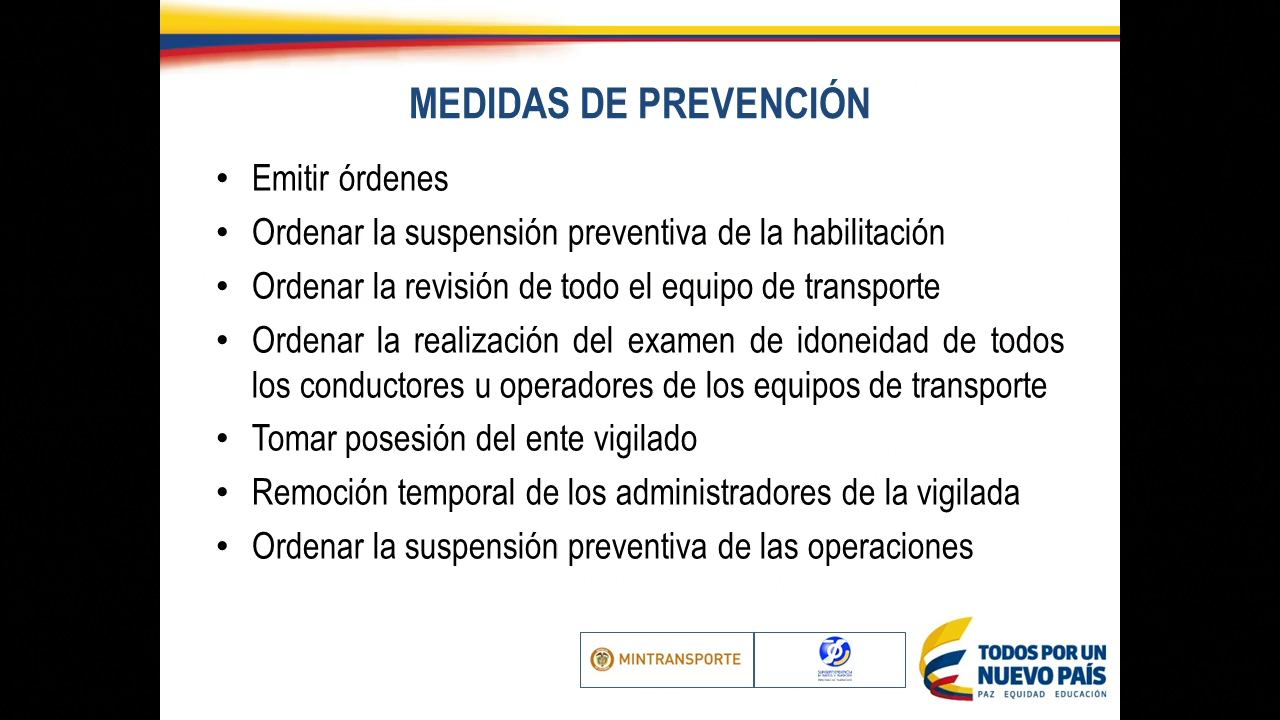 MEDIDAS DE PREVENCIÓN
• Emitir órdenes
• Ordenar la suspensión preventiva de la habilitación
• Ordenar la revisión de todo el equipo de transporte
• Ordenar la realización del examen de idoneidad de todos
los conductores u operadores de los equipos de transporte
• Tomar posesión del ente vigilado
• Remoción temporal de los administradores de la vigilada
• Ordenar la suspensión preventiva de las operaciones
MINTRANSPORTE
TODOS POR UN
NUEVO PAÍS
PAZ EQUIDAD EDUCACIÓN